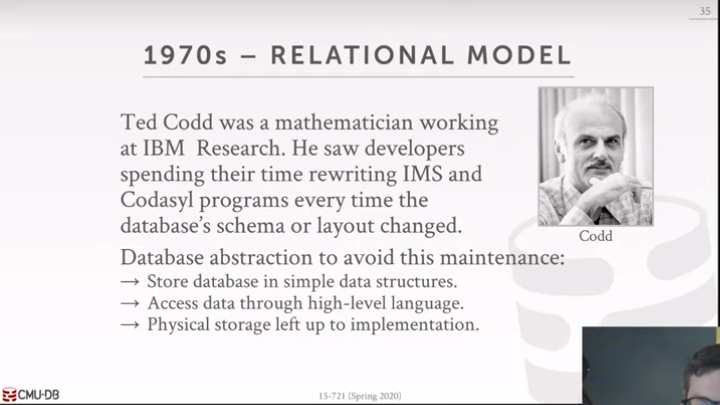 35
1970s – RELATIONAL MODEL
Ted Codd was a mathematician working
at IBM Research. He saw developers
spending their time rewriting IMS and
Codasyl programs every time the
database's schema or layout changed.
Codd
Database abstraction to avoid this maintenance:
→ Store database in simple data structures.
→ Access data through high-level language.
→ Physical storage left up to implementation.
CMU·DB
15-721 (Spring 2020)